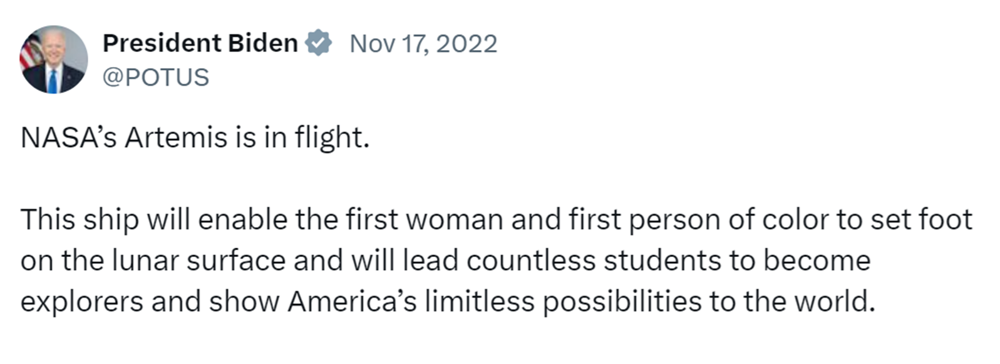 President Biden Nov 17, 2022
@POTUS
NASA’s Artemis is in flight.
This ship will enable the first woman and first person of color to set foot
on the lunar surface and will lead countless students to become
explorers and show America’s limitless possibilities to the world.